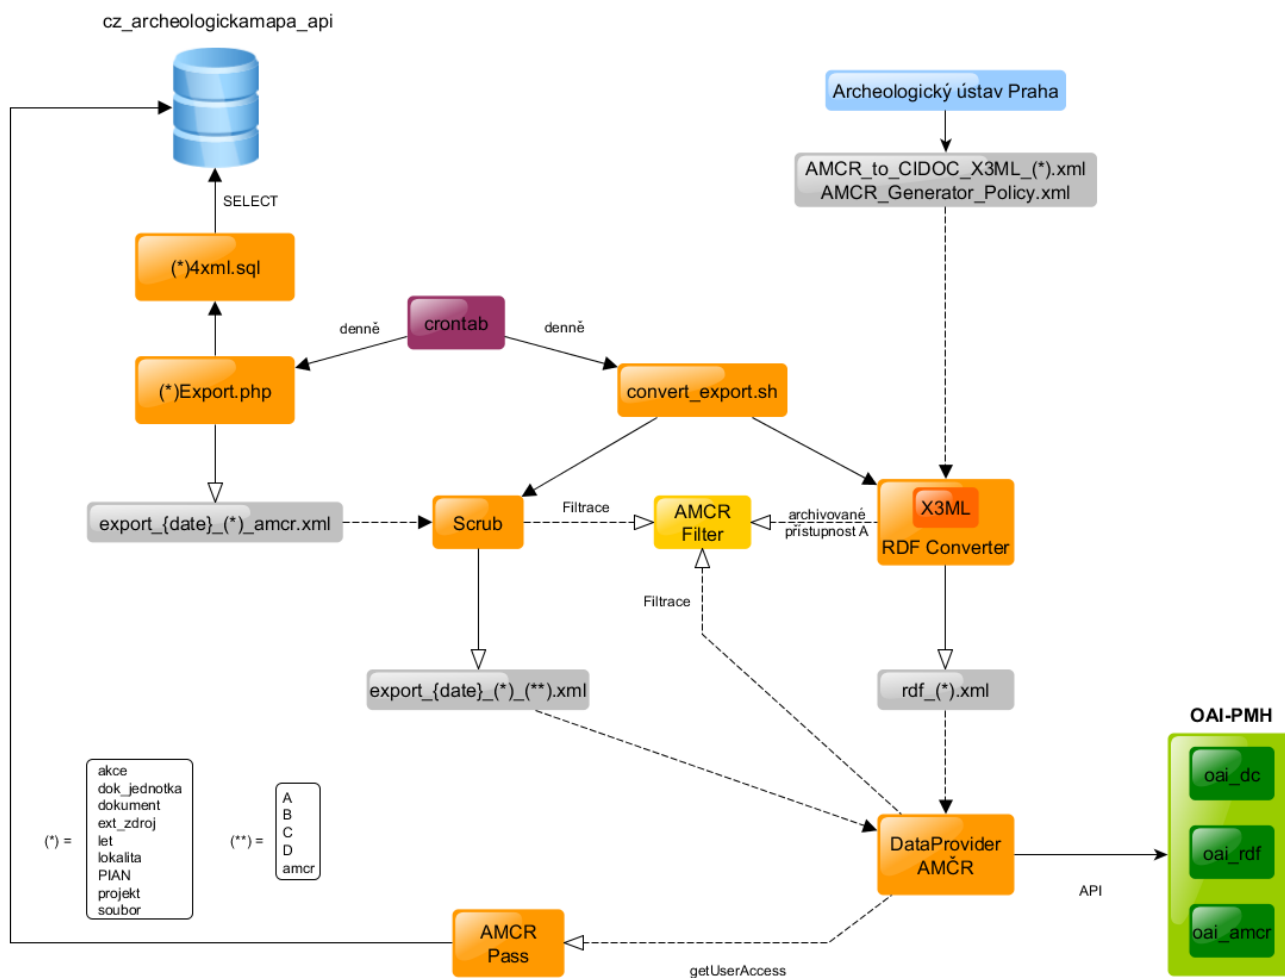 cz_archeologickamapa_api
Archeologický ústav Praha
AMCR_to_CIDOC_X3ML_(*).xml
AMCR_Generator_Policy.xml
SELECT
(*)4xml.sql
crontab
denně
denně
(*)Export.php
convert_export.sh
export_{date}_(*)_amcr.xml
Scrub
Filtrace
AMCR
Filter
archivované
přístupnost A
X3ML
RDF Converter
Filtrace
export_{date}_(*)_(**).xml
rdf_(*).xml
OAI-PMH
oai_dc
oai_rdf
oai_amcr
(*) =
akce
dok_jednotka
dokument
ext_zdroj
let
lokalita
PIAN
projekt
soubor
(**) =
A
B
C
D
amcr
DataProvider
AMČR
API
AMCR
Pass
getUserAccess